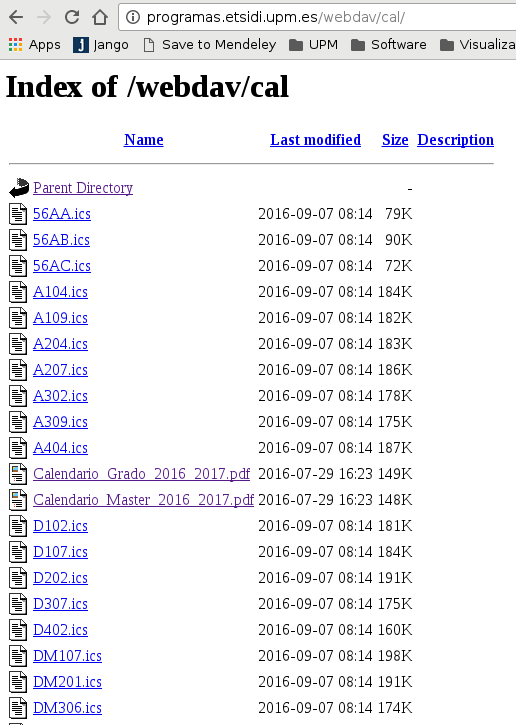 programas.etsidi.upm.es/webdav/cal/
Apps Jango Save to Mendeley UPM Software Visualiza
Index of /webdav/cal
Name Last modified Size Description
Parent Directory -
56AA.ics 2016-09-07 08:14 79K
56AB.ics 2016-09-07 08:14 90K
56AC.ics 2016-09-07 08:14 72K
A104.ics 2016-09-07 08:14 184K
A109.ics 2016-09-07 08:14 182K
A204.ics 2016-09-07 08:14 183K
A207.ics 2016-09-07 08:14 186K
A302.ics 2016-09-07 08:14 178K
A309.ics 2016-09-07 08:14 175K
A404.ics 2016-09-07 08:14 187K
Calendario_Grado_2016_2017.pdf 2016-07-29 16:23 149K
Calendario_Master_2016_2017.pdf 2016-07-29 16:23 148K
D102.ics 2016-09-07 08:14 181K
D107.ics 2016-09-07 08:14 184K
D202.ics 2016-09-07 08:14 191K
D307.ics 2016-09-07 08:14 175K
D402.ics 2016-09-07 08:14 160K
DM107.ics 2016-09-07 08:14 198K
DM201.ics 2016-09-07 08:14 191K
DM306.ics 2016-09-07 08:14 174K